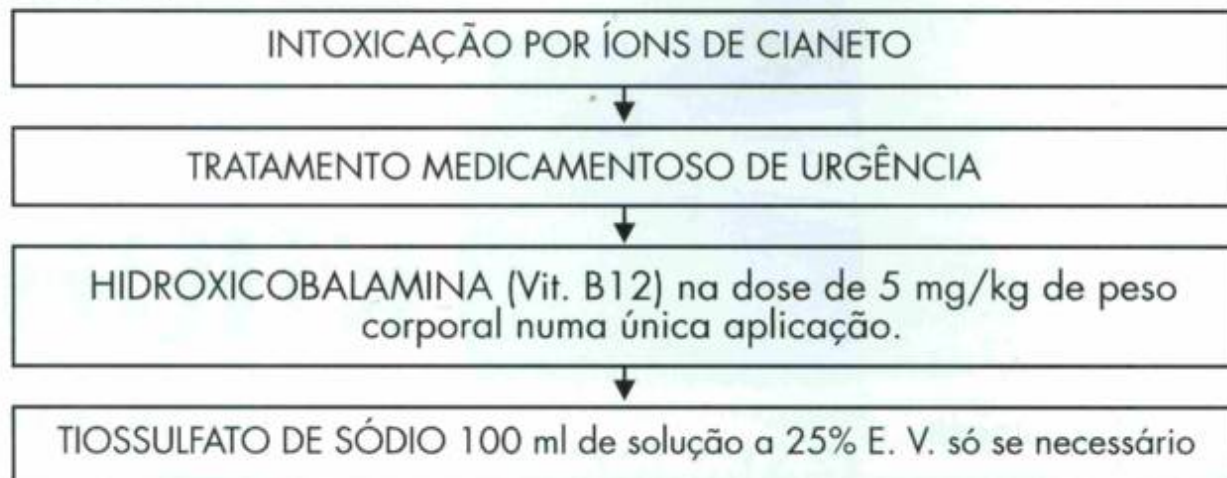 INTOXICAÇÃO POR ÍONS DE CIANETO
TRATAMENTO MEDICAMENTOSO DE URGÊNCIA
HIDROXICOBALAMINA (Vit. B12) na dose de 5 mg/kg de peso
corporal numa única aplicação.
TIOSSULFATO DE SÓDIO 100 ml de solução a 25% E. V. só se necessário